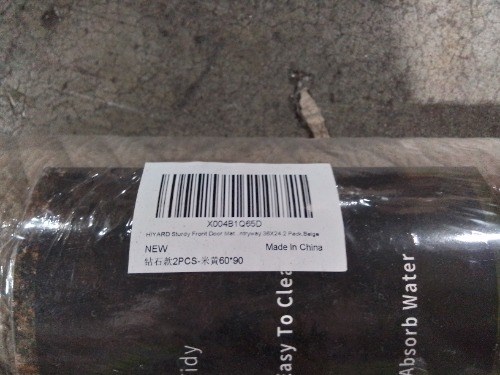 X004B1Q65D
HIYARD Sturdy Front Door Mat ntryway,36X24 2 Pack,Beige
NEW
Made in China
钻石款2PCS-米黄60*90
idy
Easy To Clea
Absorb Water